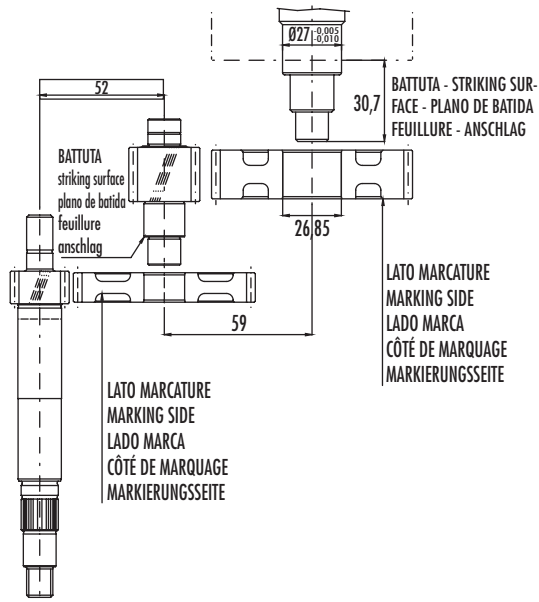 Ø27 -0,005
-0,010
52
30,7
BATTUTA - STRIKING SUR-
FACE - PLANO DE BATIDA
FEUILLURE - ANSCHLAG
BATTUTA
striking surface
plano de batida
feuillure
anschlag
26,85
59
LATO MARCATURE
MARKING SIDE
LADO MARCA
CÔTÉ DE MARQUAGE
MARKIERUNGSSEITE
LATO MARCATURE
MARKING SIDE
LADO MARCA
CÔTÉ DE MARQUAGE
MARKIERUNGSSEITE